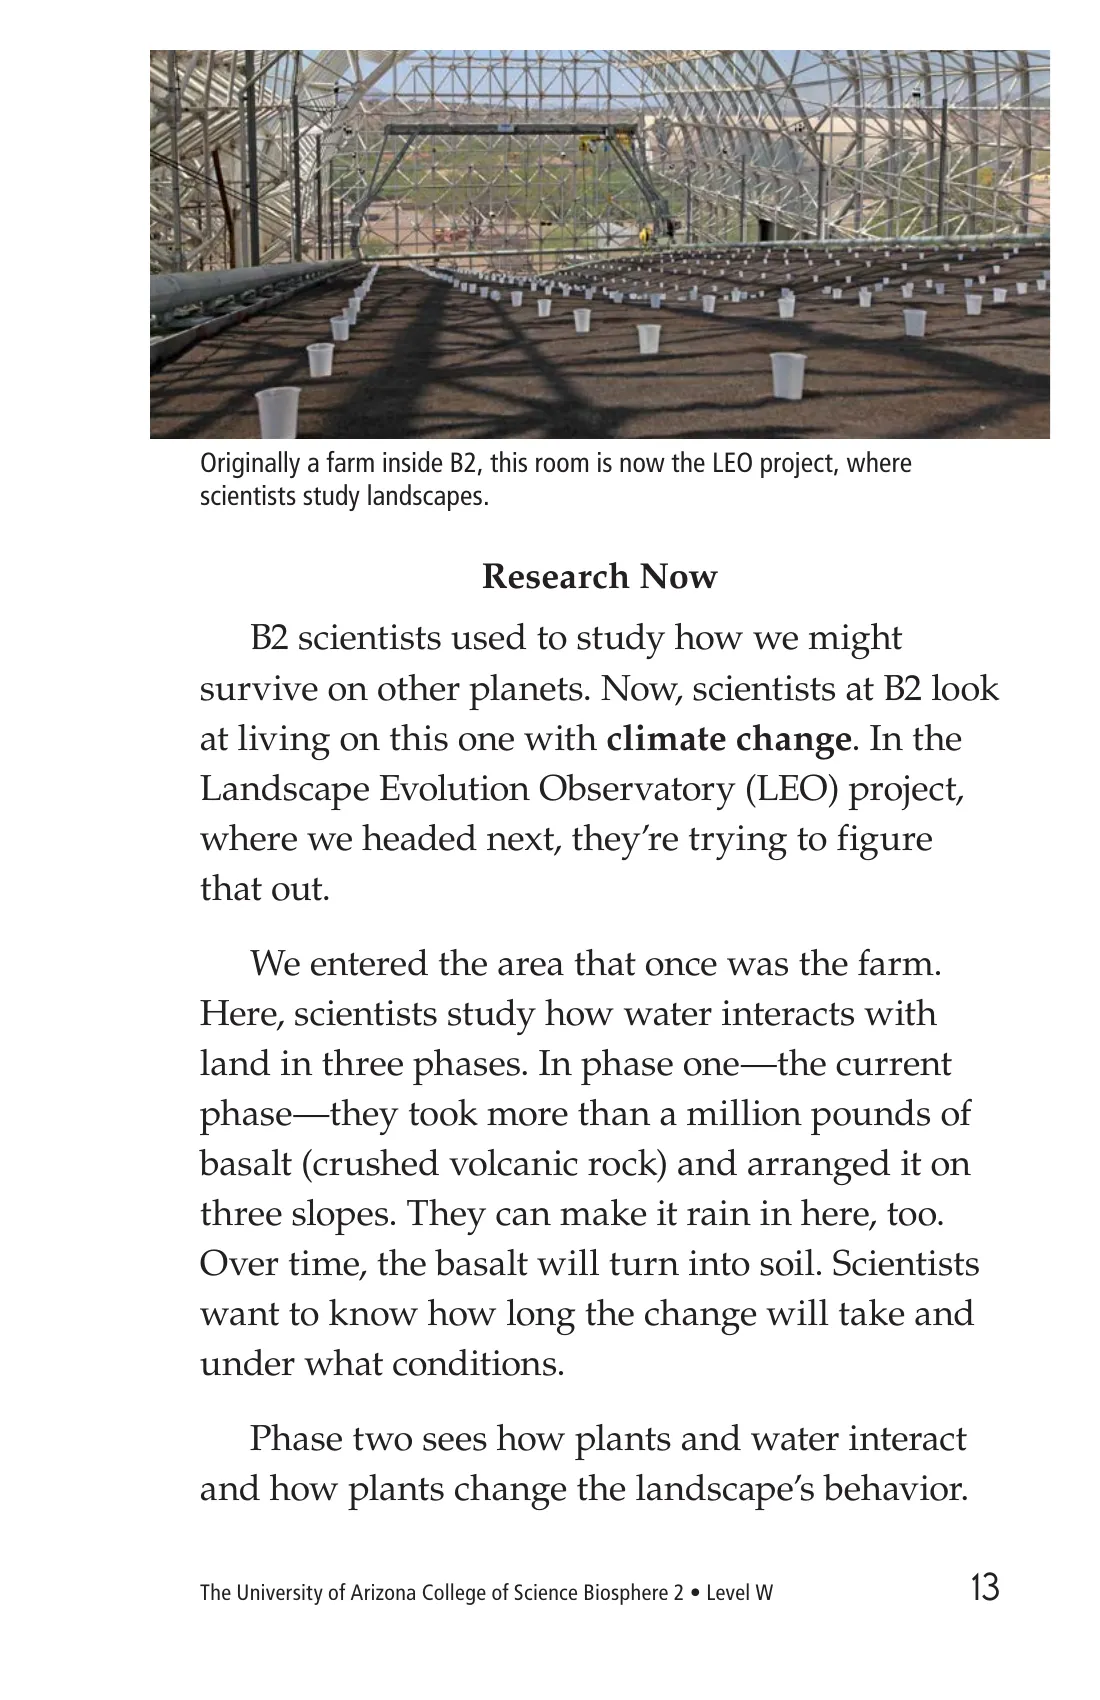 Originally a farm inside B2, this room is now the LEO project, where
scientists study landscapes.
Research Now
B2 scientists used to study how we might
survive on other planets. Now, scientists at B2 look
at living on this one with climate change. In the
Landscape Evolution Observatory (LEO) project,
where we headed next, they’re trying to figure
that out.
We entered the area that once was the farm.
Here, scientists study how water interacts with
land in three phases. In phase one—the current
phase—they took more than a million pounds of
basalt (crushed volcanic rock) and arranged it on
three slopes. They can make it rain in here, too.
Over time, the basalt will turn into soil. Scientists
want to know how long the change will take and
under what conditions.
Phase two sees how plants and water interact
and how plants change the landscape’s behavior.
The University of Arizona College of Science Biosphere 2 • Level W 13